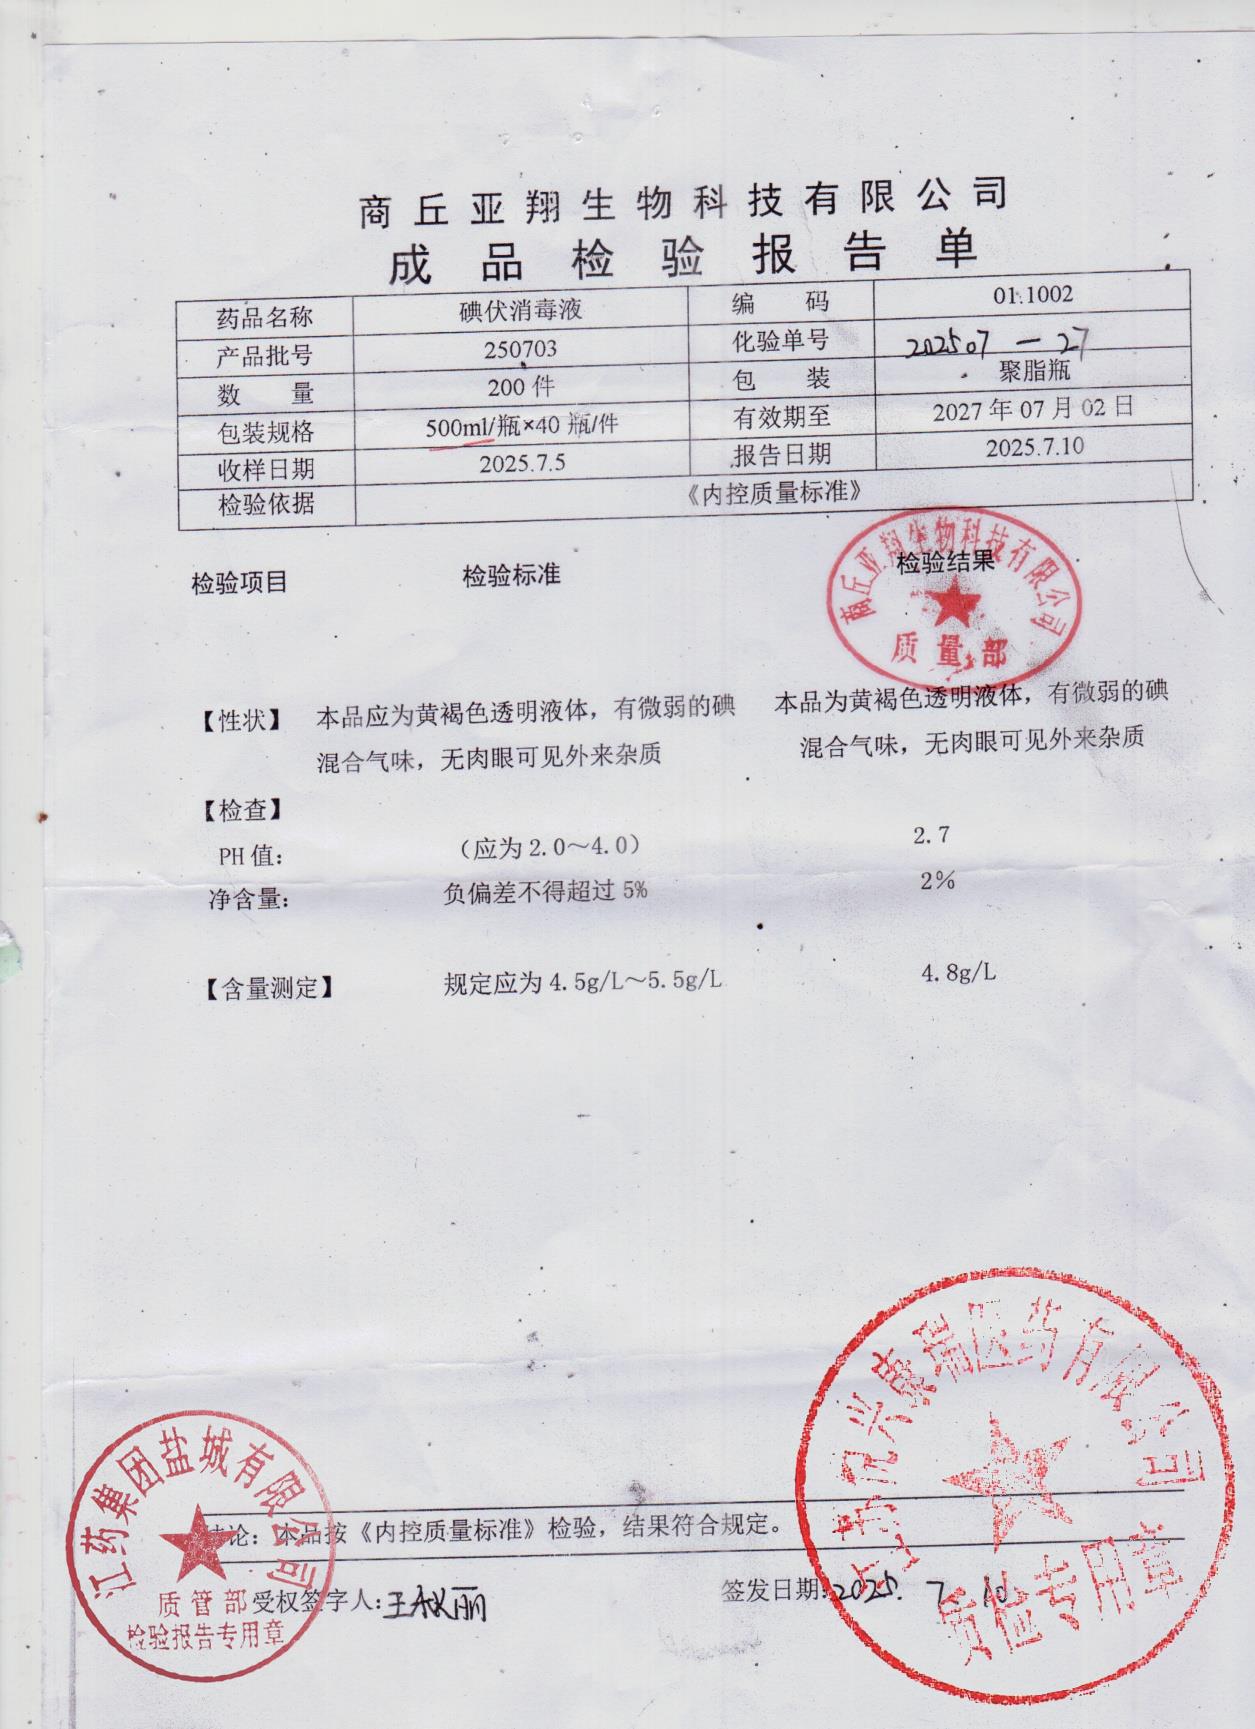 商丘亚翔生物科技有限公司
成品检验报告单
药品名称 碘伏消毒液 编 码 01.1002
产品批号 250703 化验单号 202507-27
数 量 200件 包 装 聚脂瓶
包装规格 500ml/瓶×40瓶/件 有效期至 2027年07月02日
收样日期 2025.7.5 报告日期 2025.7.10
检验依据 《内控质量标准》
检验项目 检验标准 检验结果
商丘亚翔生物科技有限公司
质量部
【性状】 本品应为黄褐色透明液体，有微弱的碘 本品为黄褐色透明液体，有微弱的碘
混合气味，无肉眼可见外来杂质 混合气味，无肉眼可见外来杂质
【检查】
PH值： （应为2.0～4.0） 2.7
净含量： 负偏差不得超过5% 2%
【含量测定】 规定应为4.5g/L～5.5g/L 4.8g/L
江药集团盐城有限公司
质管部
检验报告专用章
瑞医药有限公司
质检专用章
结论：本品按《内控质量标准》检验，结果符合规定。
受权签字人：王 丽 签发日期：2025.7.10